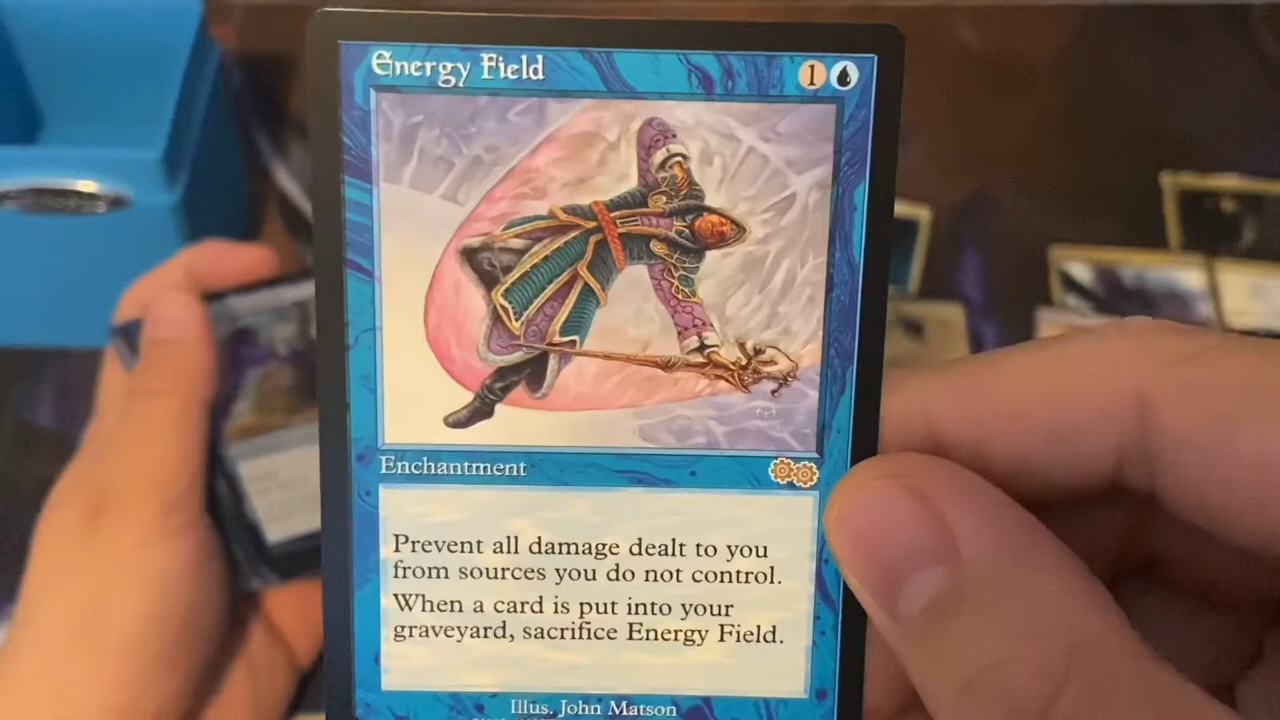 Energy Field
1
Enchantment
Prevent all damage dealt to you
from sources you do not control.
When a card is put into your
graveyard, sacrifice Energy Field.
Illus. John Matson